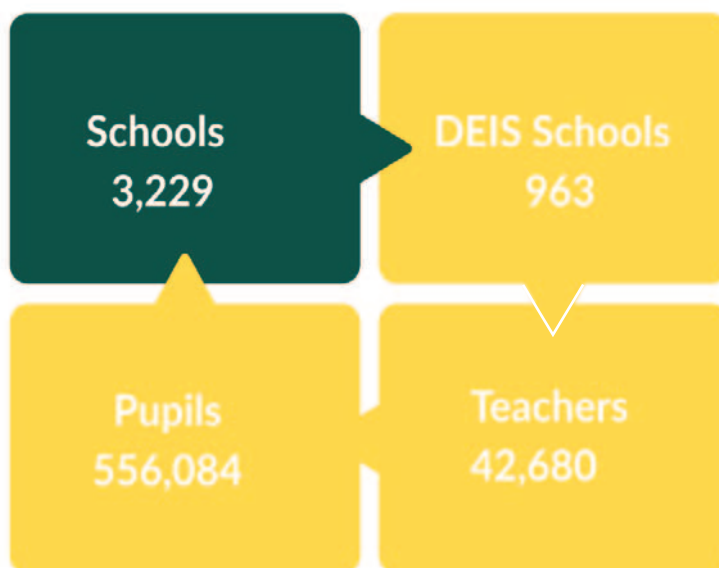 Schools
3,229
DEIS Schools
963
Pupils
556,084
Teachers
42,680